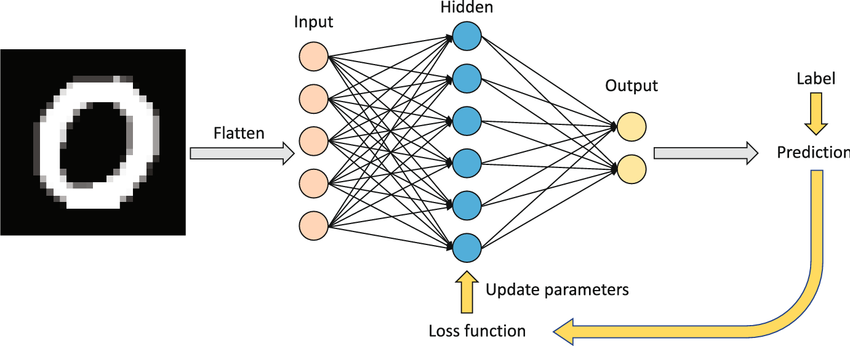 Hidden
Input
Output
Label
Flatten
Prediction
Update parameters
Loss function